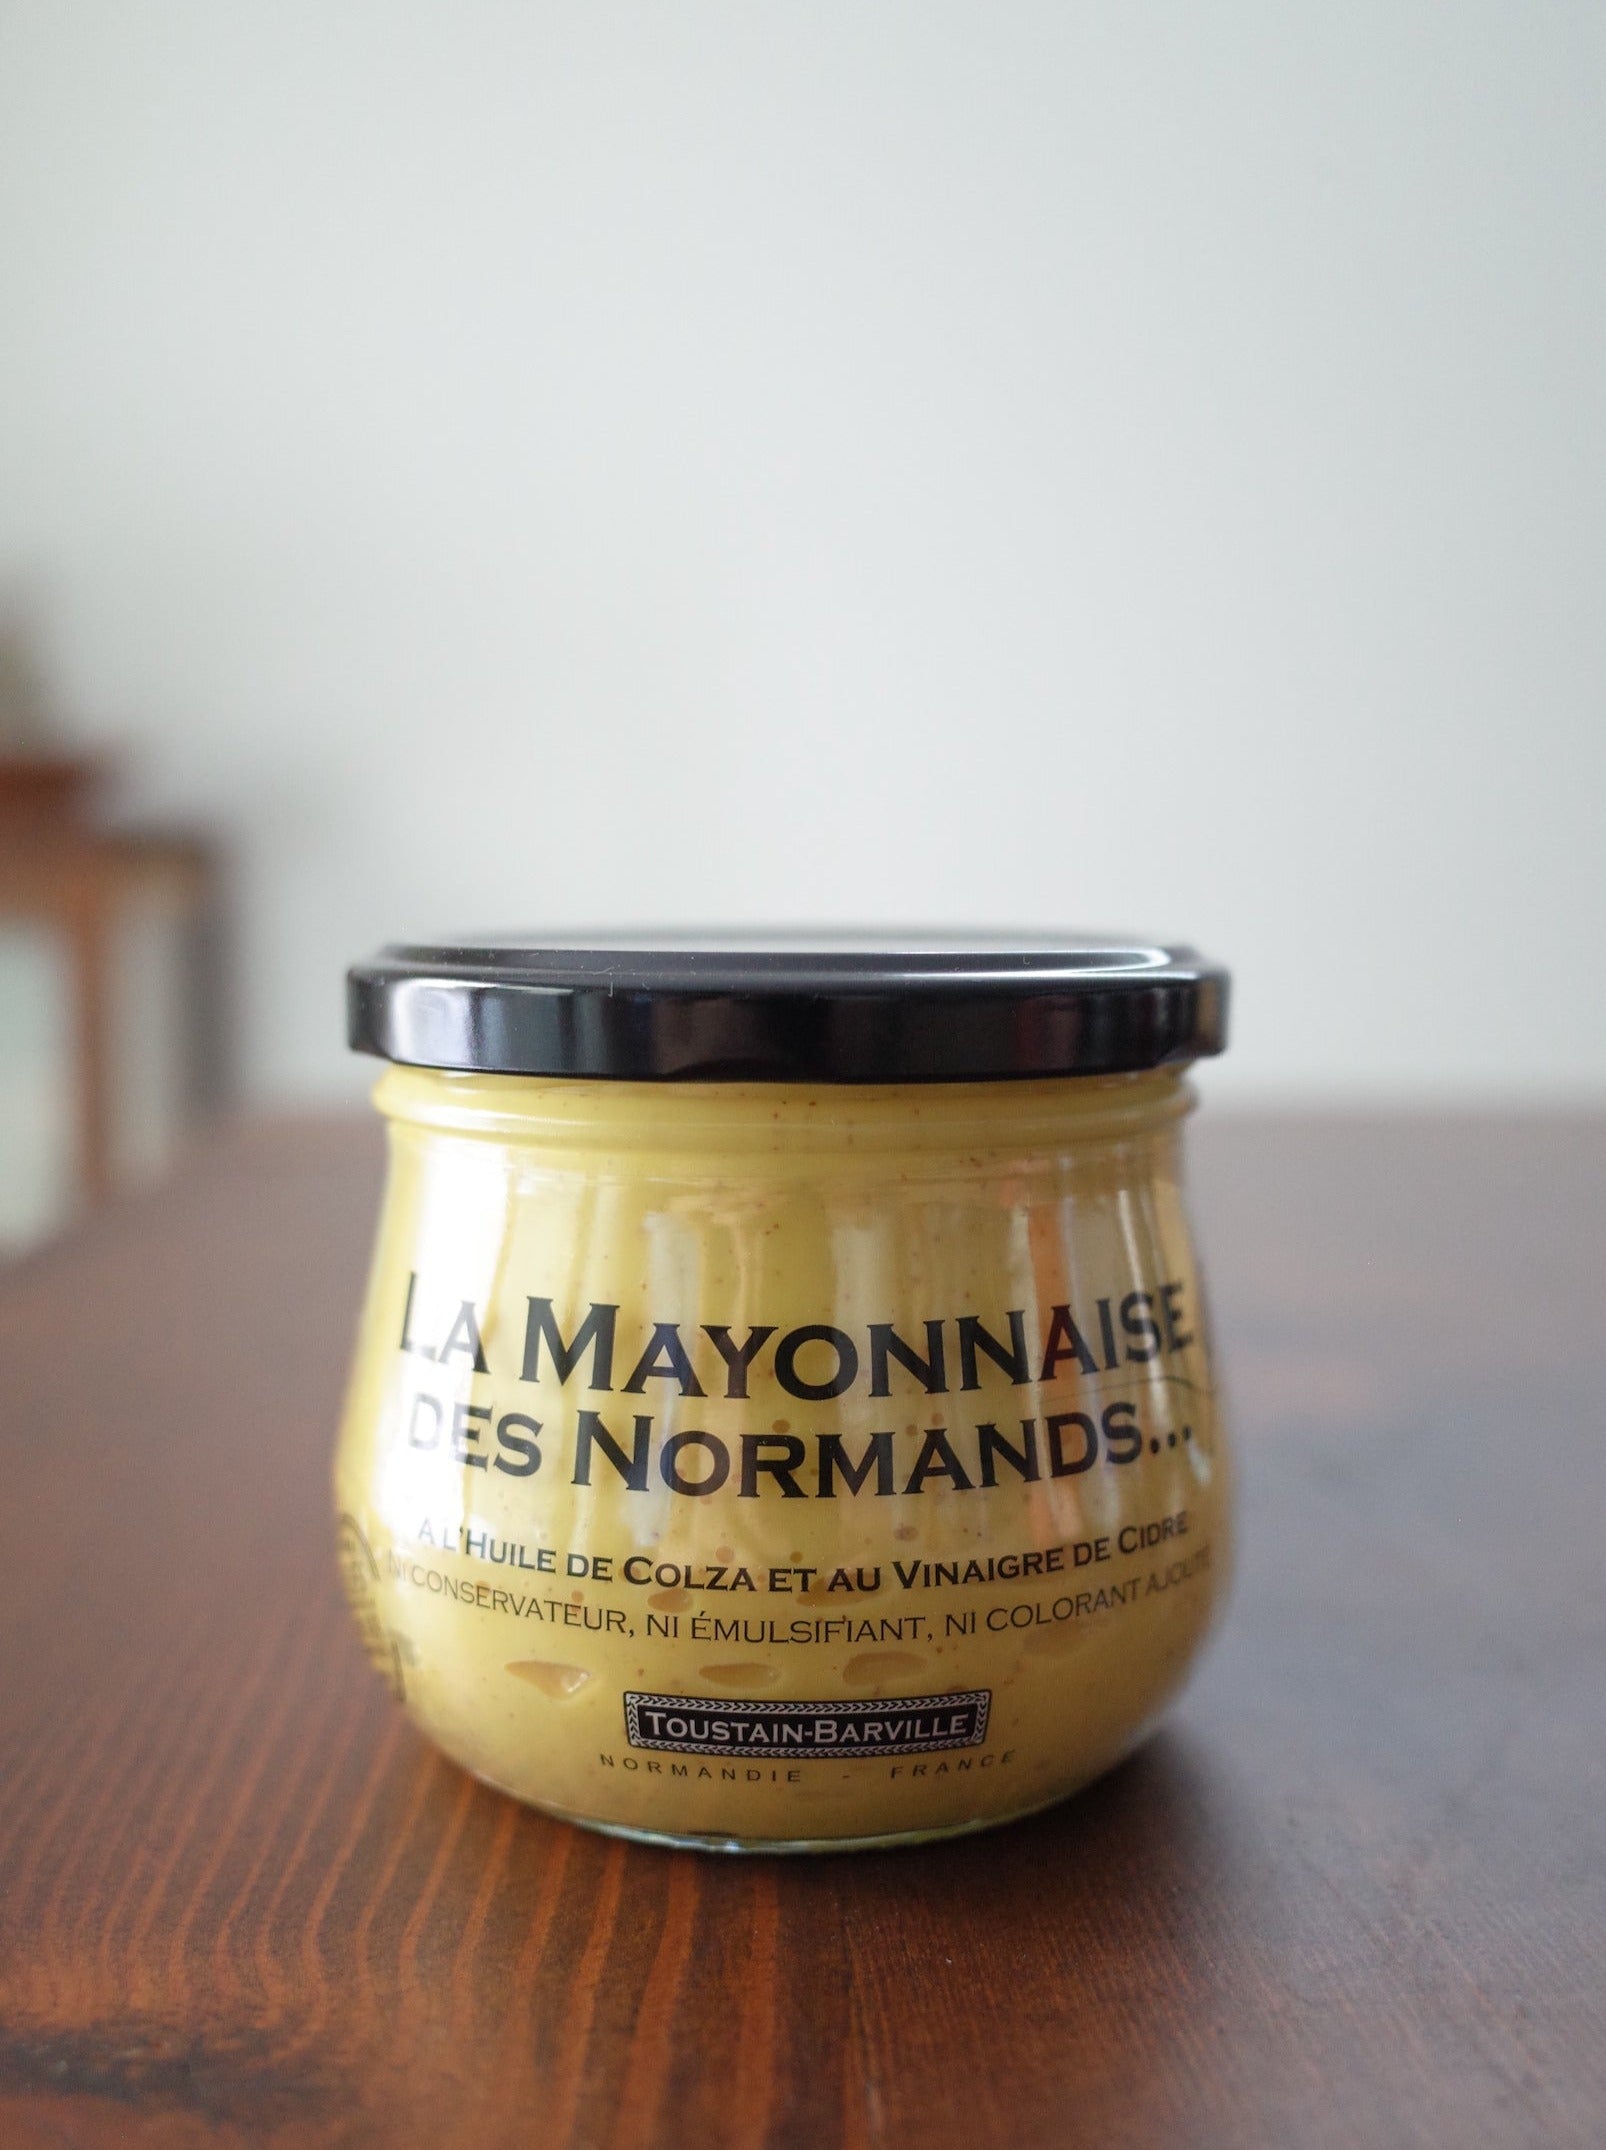 LA MAYONNAISE
DES NORMANDS...
A L'HUILE DE COLZA ET AU VINAIGRE DE CIDRE
NI CONSERVATEUR, NI ÉMULSIFIANT, NI COLORANT AJOUTÉ
TOUSTAIN-BARVILLE
NORMANDIE - FRANCE